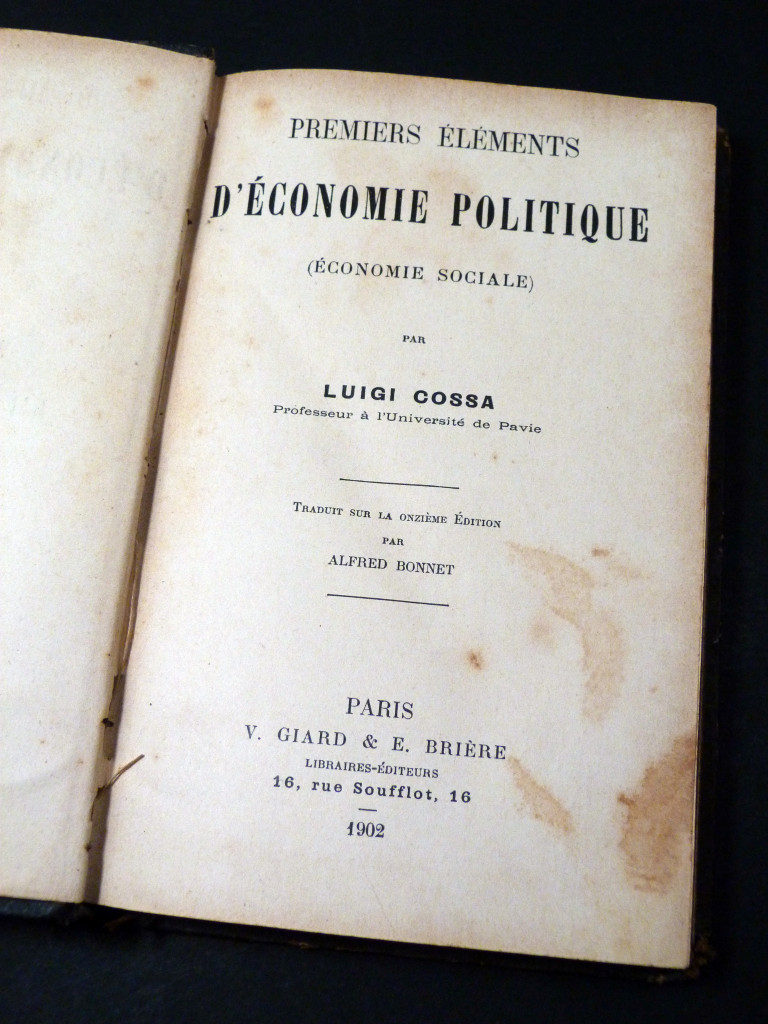 PREMIERS ÉLÉMENTS
D'ÉCONOMIE POLITIQUE
(ÉCONOMIE SOCIALE)
PAR
LUIGI COSSA
Professeur à l'Université de Pavie
TRADUIT SUR LA ONZIÈME ÉDITION
PAR
ALFRED BONNET
PARIS
V. GIARD & E. BRIÈRE
LIBRAIRES-ÉDITEURS
16, rue Soufflot, 16
1902